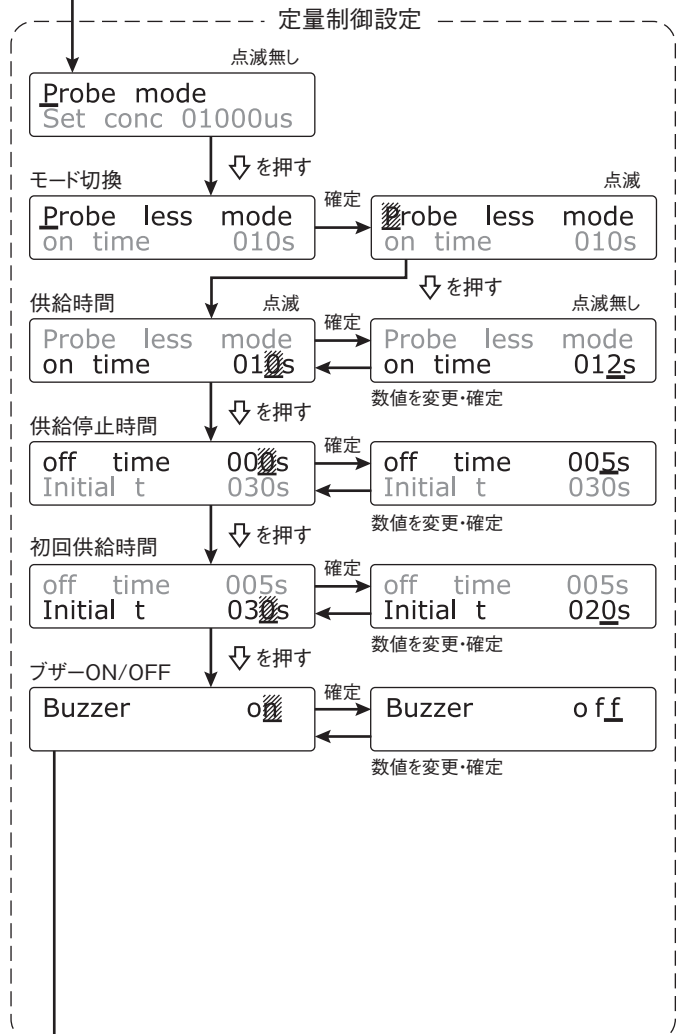 定量制御設定
点滅無し
Probe mode
Set conc 01000us
⇩を押す
モード切換
点滅
Probe less mode
on time 010s
確定
Probe less mode
on time 010s
⇩を押す
供給時間
点滅
点滅無し
Probe less mode
on time 010s
確定
Probe less mode
on time 012s
数値を変更・確定
⇩を押す
供給停止時間
off time 000s
Initial t 030s
確定
off time 005s
Initial t 030s
数値を変更・確定
⇩を押す
初回供給時間
off time 005s
Initial t 030s
確定
off time 005s
Initial t 020s
数値を変更・確定
⇩を押す
ブザーON/OFF
Buzzer on
確定
Buzzer off
数値を変更・確定